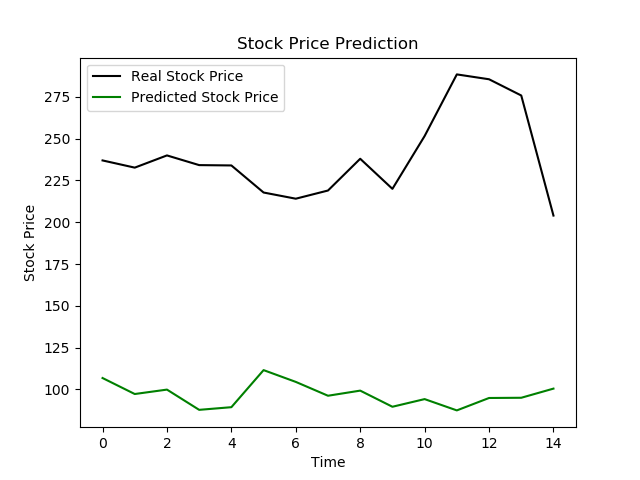 Stock Price Prediction
Real Stock Price
Predicted Stock Price
Stock Price
275
250
225
200
175
150
125
100
0 2 4 6 8 10 12 14
Time